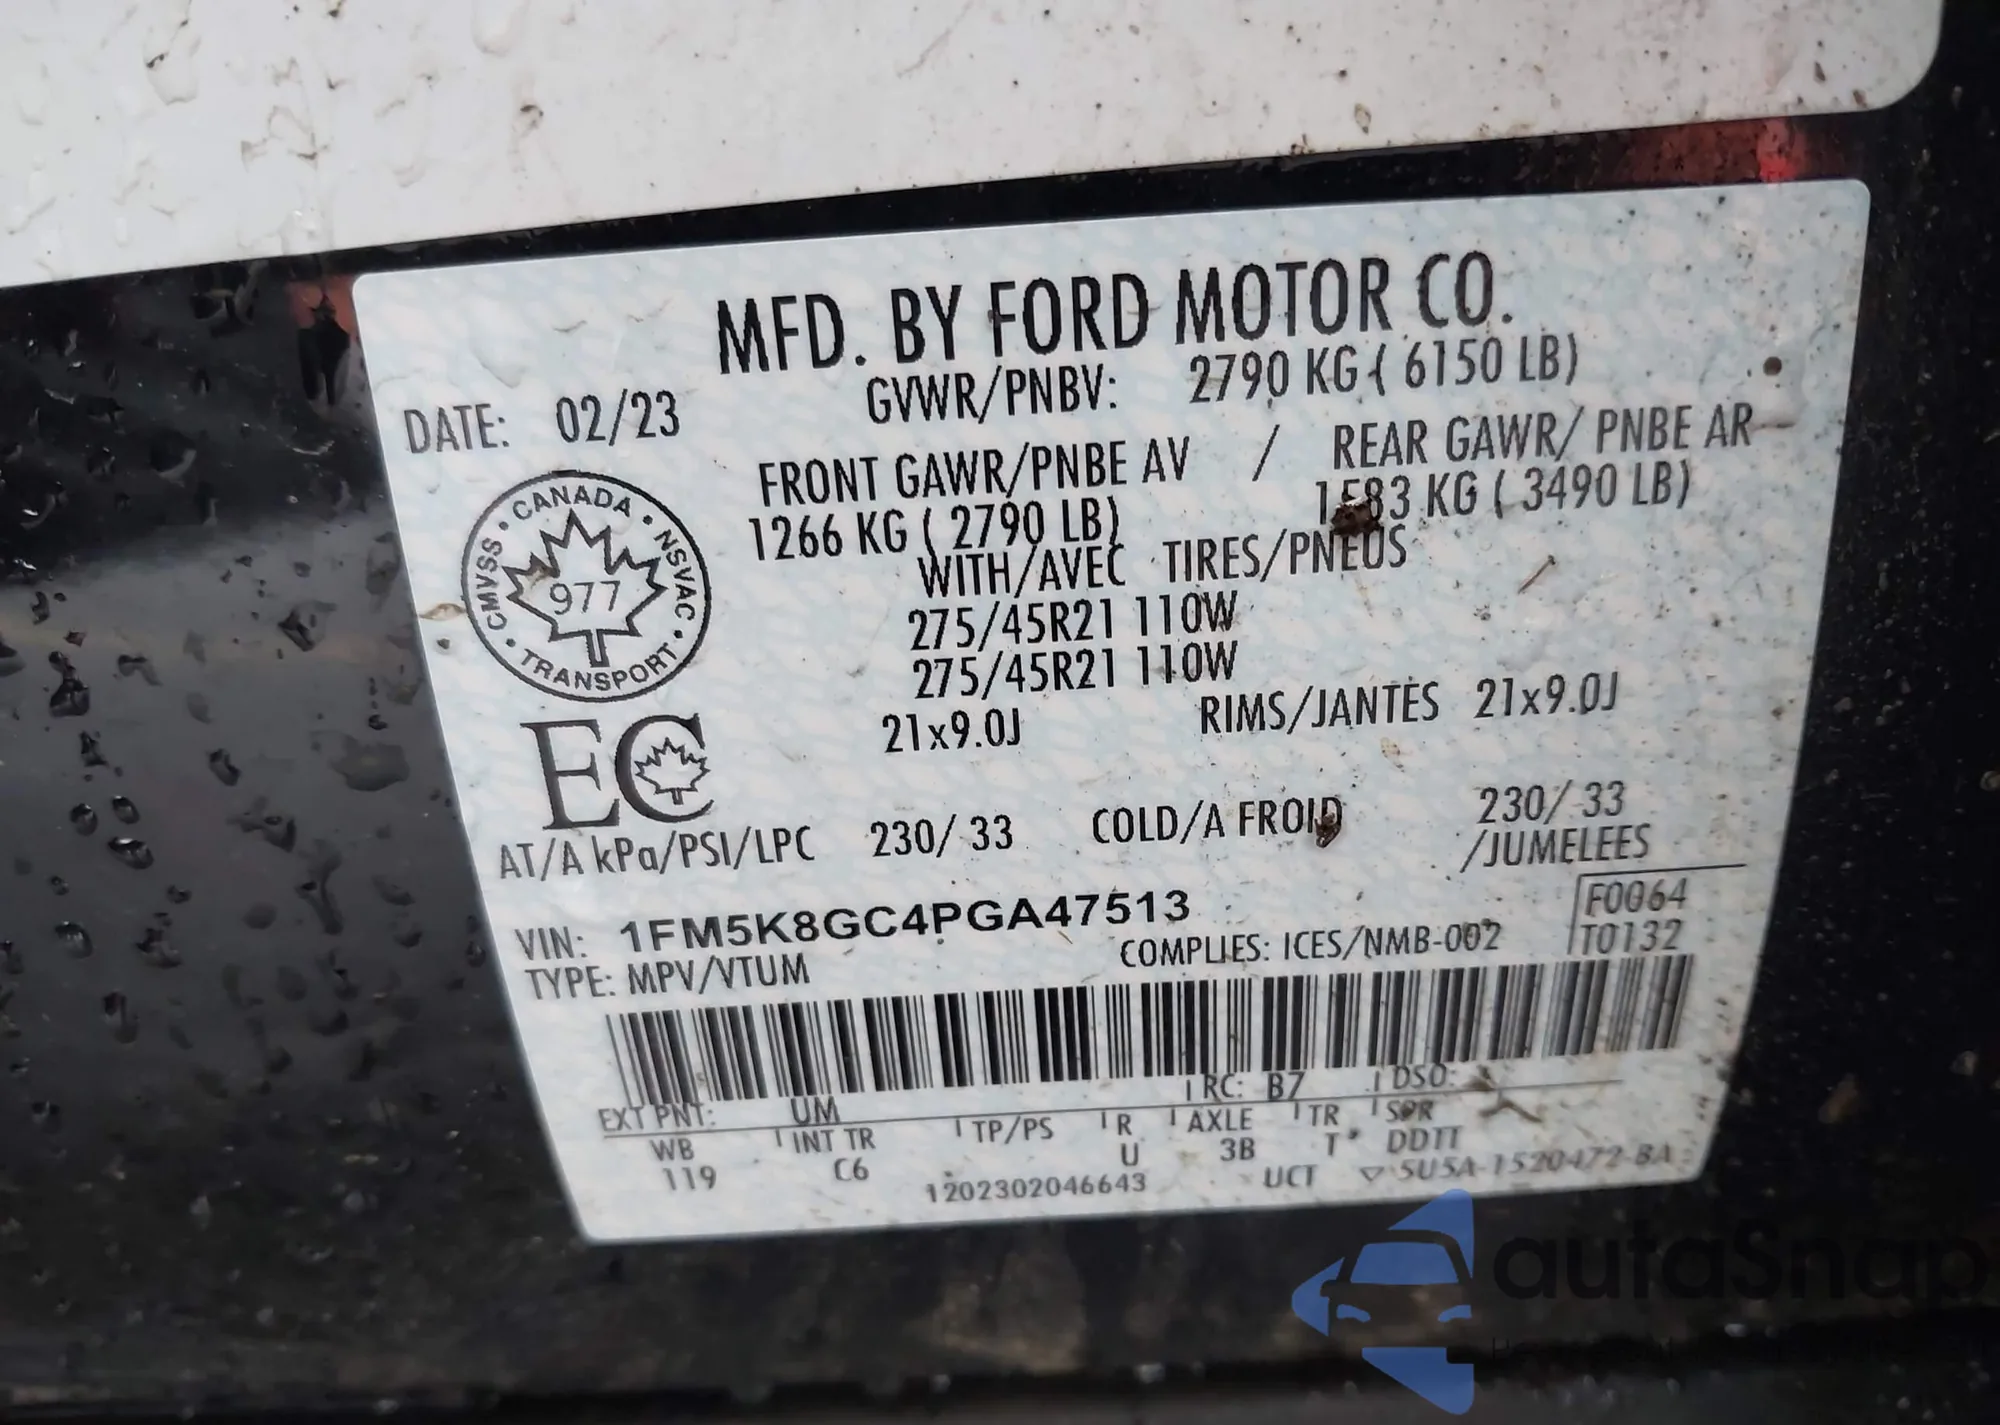 MFD. BY FORD MOTOR CO.
DATE: 02/23
GVWR/PNBV: 2790 KG ( 6150 LB)
FRONT GAWR/PNBE AV / REAR GAWR/ PNBE AR
1266 KG ( 2790 LB) 1583 KG ( 3490 LB)
WITH/AVEC TIRES/PNEUS
275/45R21 110W
275/45R21 110W
21x9.0J RIMS/JANTES 21x9.0J
CANADA · NSVAC · TRANSPORT · CMVSS ·
977
EC
AT/A kPa/PSI/LPC 230/ 33 COLD/A FROID 230/ 33
/JUMELEES
VIN: 1FM5K8GC4PGA47513
F0064
TYPE: MPV/VTUM COMPLIES: ICES/NMB-002 T0132
EXT PNT: UM RC: B7 DSO:
WB INT TR TP/PS R AXLE TR SPR
119 C6 U 3B T DDTT
1202302046643 UCT ▽ 5U5A-1520472-BA
autoSnap